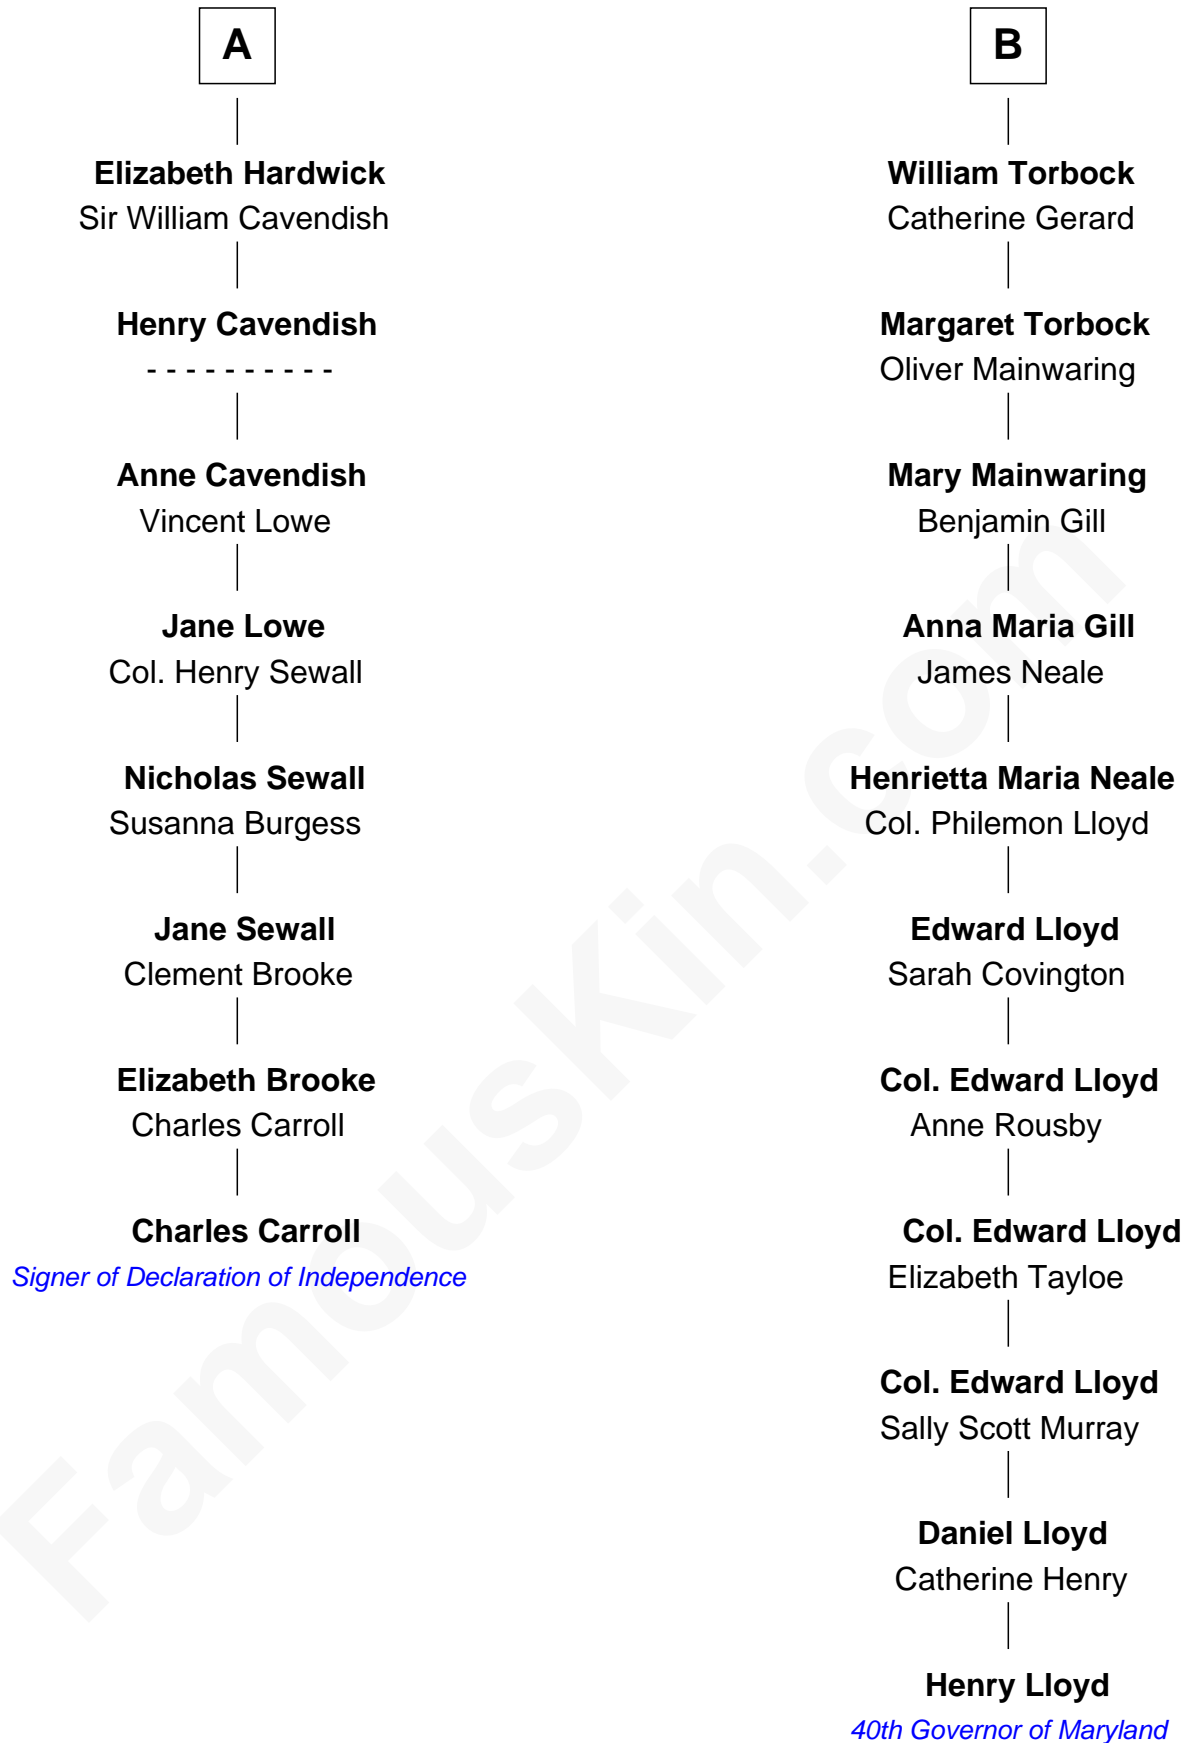 A
Elizabeth Hardwick
Sir William Cavendish
Henry Cavendish
- - - - - - - - - -
Anne Cavendish
Vincent Lowe
Jane Lowe
Col. Henry Sewall
Nicholas Sewall
Susanna Burgess
Jane Sewall
Clement Brooke
Elizabeth Brooke
Charles Carroll
Charles Carroll
Signer of Declaration of Independence
B
William Torbock
Catherine Gerard
Margaret Torbock
Oliver Mainwaring
Mary Mainwaring
Benjamin Gill
Anna Maria Gill
James Neale
Henrietta Maria Neale
Col. Philemon Lloyd
Edward Lloyd
Sarah Covington
Col. Edward Lloyd
Anne Rousby
Col. Edward Lloyd
Elizabeth Tayloe
Col. Edward Lloyd
Sally Scott Murray
Daniel Lloyd
Catherine Henry
Henry Lloyd
40th Governor of Maryland
FamousKin.com